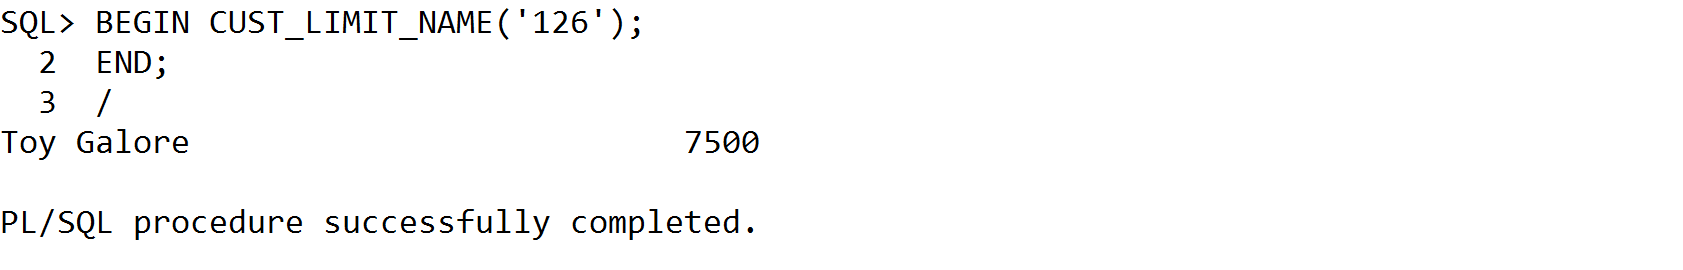 SQL> BEGIN CUST_LIMIT_NAME('126');
  2  END;
  3  /
Toy Galore                          7500

PL/SQL procedure successfully completed.